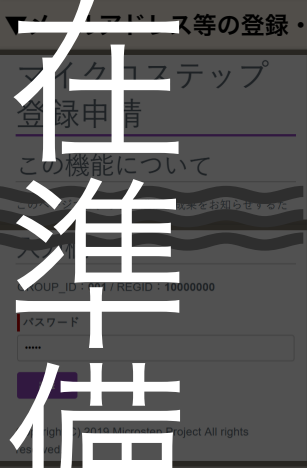 ▼メールアドレス等の登録・
マイクロステップ
登録申請
この機能について
GROUP_ID : 001 / REGID : 10000000
パスワード
•••••
Copyright (C) 2019 Microstep Project All rights
reserved.
在準備